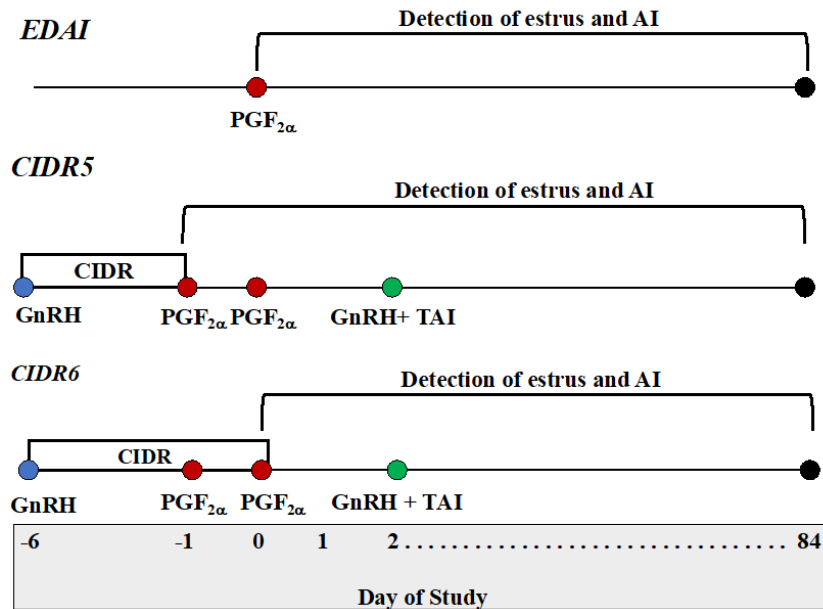 EDAI
Detection of estrus and AI
PGF2α
CIDR5
Detection of estrus and AI
CIDR
GnRH PGF2α PGF2α GnRH+ TAI
CIDR6
Detection of estrus and AI
CIDR
GnRH PGF2α PGF2α GnRH + TAI
-6 -1 0 1 2 . . . . . . . . . . . . . . . . . . . . . . . . . . . . . . . . . . 84
Day of Study